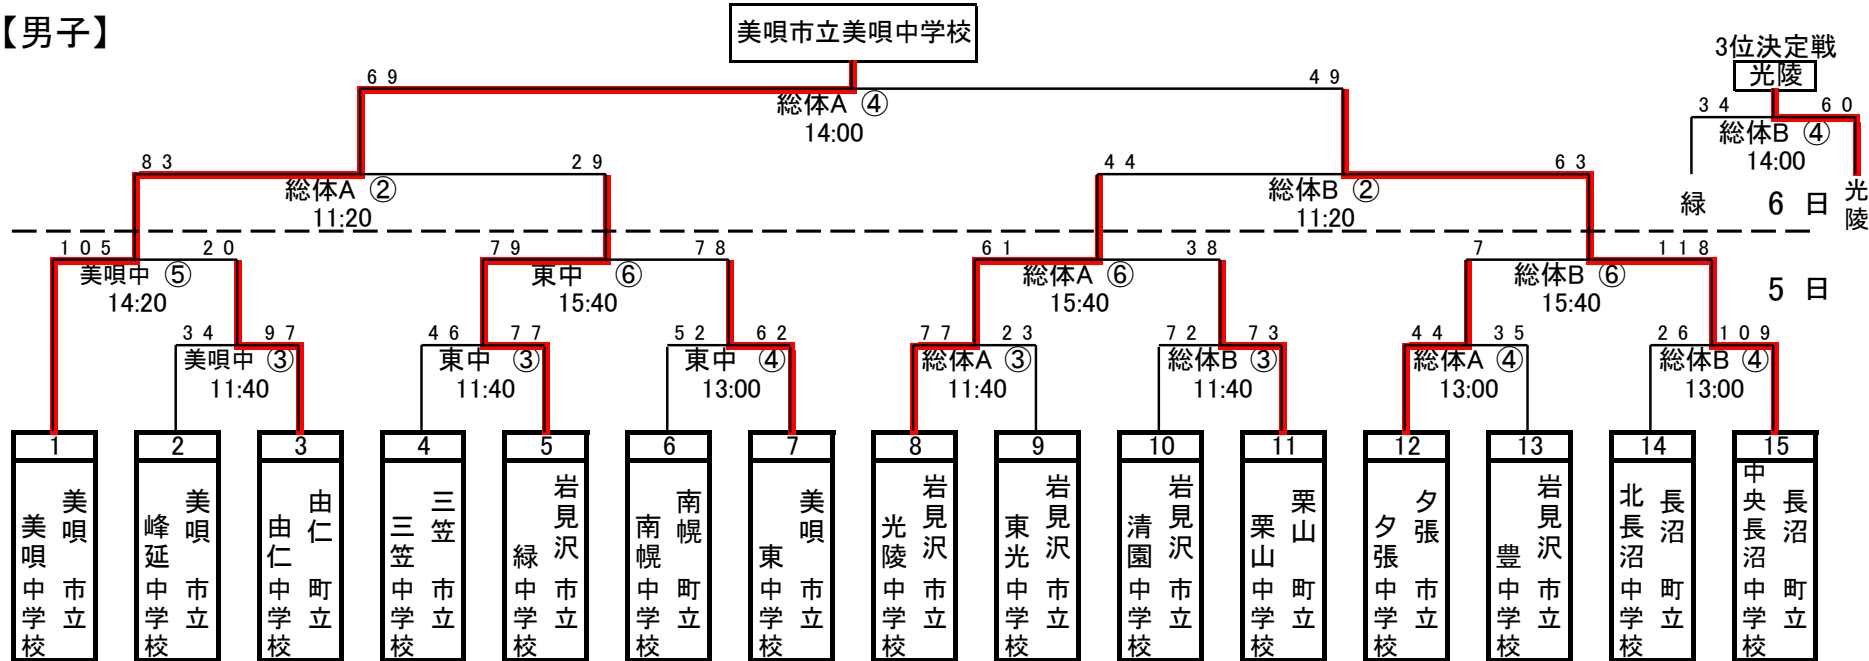 【男子】
美唄市立美唄中学校
3位決定戦
光陵
69 49
総体A ④
14:00
34 60
総体B ④
14:00
緑 光陵
83 29
総体A ②
11:20
44 63
総体B ②
11:20
6 日
105 20
美唄中 ⑤
14:20
79 78
東中 ⑥
15:40
61 38
総体A ⑥
15:40
7 118
総体B ⑥
15:40
5 日
34 97
美唄中 ③
11:40
46 77
東中 ③
11:40
52 62
東中 ④
13:00
77 23
総体A ③
11:40
72 73
総体B ③
11:40
44 35
総体A ④
13:00
26 109
総体B ④
13:00
1
美唄市立
美唄中学校
2
美唄市立
峰延中学校
3
由仁町立
由仁中学校
4
三笠市立
三笠中学校
5
岩見沢市立
緑中学校
6
南幌町立
南幌中学校
7
美唄市立
東中学校
8
岩見沢市立
光陵中学校
9
岩見沢市立
東光中学校
10
岩見沢市立
清園中学校
11
栗山町立
栗山中学校
12
夕張市立
夕張中学校
13
岩見沢市立
豊中学校
14
長沼町立
北長沼中学校
15
長沼町立
中央長沼中学校